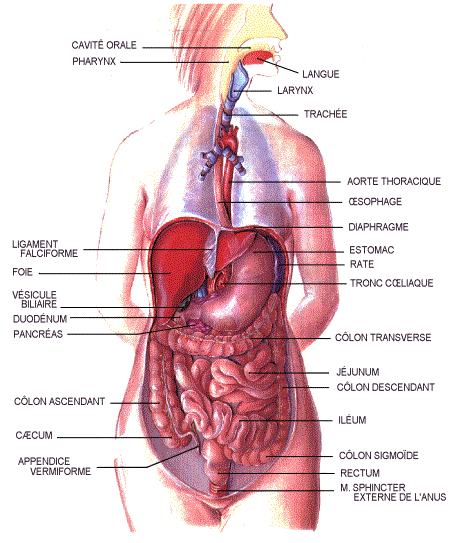 CAVITÉ ORALE
PHARYNX
LANGUE
LARYNX
TRACHÉE
AORTE THORACIQUE
ŒSOPHAGE
DIAPHRAGME
LIGAMENT
FALCIFORME
ESTOMAC
RATE
FOIE
TRONC CŒLIAQUE
VÉSICULE
BILIAIRE
DUODÉNUM
PANCRÉAS
CÔLON TRANSVERSE
JÉJUNUM
CÔLON DESCENDANT
CÔLON ASCENDANT
ILÉUM
CÆCUM
CÔLON SIGMOÏDE
APPENDICE
VERMIFORME
RECTUM
M. SPHINCTER
EXTERNE DE L'ANUS